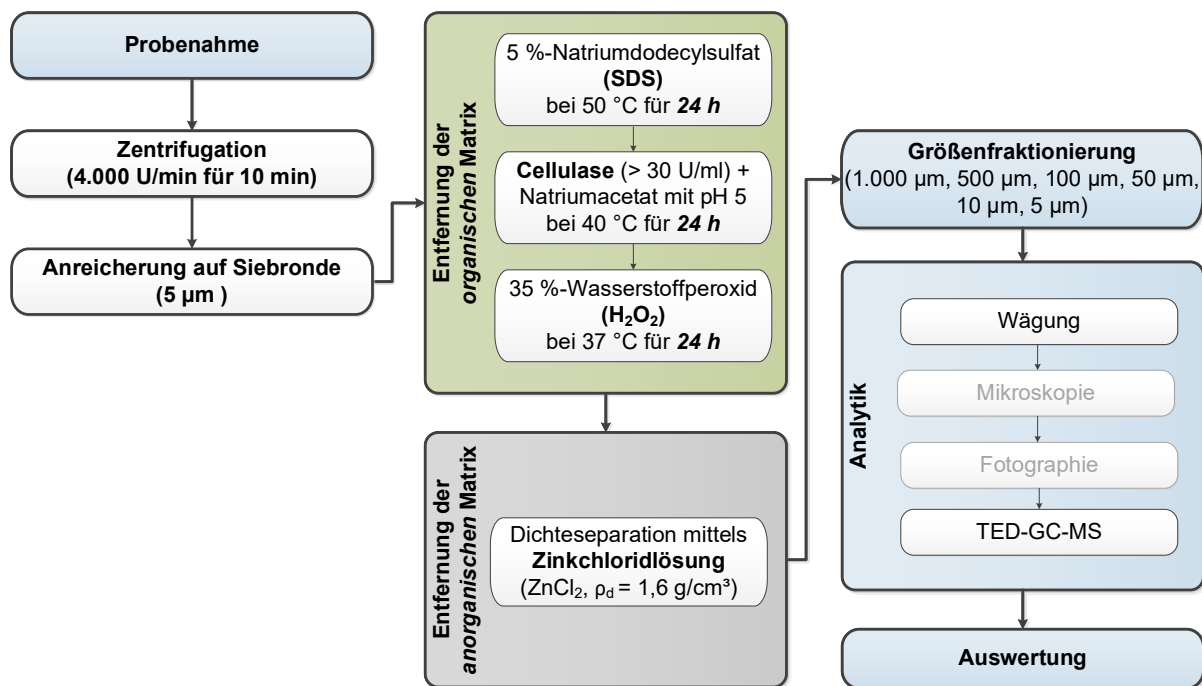 Probenahme
Zentrifugation
(4.000 U/min für 10 min)
Anreicherung auf Siebronde
(5 µm )
Entfernung der
organischen Matrix
5 %-Natriumdodecylsulfat
(SDS)
bei 50 °C für 24 h
Cellulase (> 30 U/ml) +
Natriumacetat mit pH 5
bei 40 °C für 24 h
35 %-Wasserstoffperoxid
(H₂O₂)
bei 37 °C für 24 h
Entfernung der
anorganischen Matrix
Dichteseparation mittels
Zinkchloridlösung
(ZnCl₂, ρd = 1,6 g/cm³)
Größenfraktionierung
(1.000 µm, 500 µm, 100 µm, 50 µm,
10 µm, 5 µm)
Analytik
Wägung
Mikroskopie
Fotographie
TED-GC-MS
Auswertung